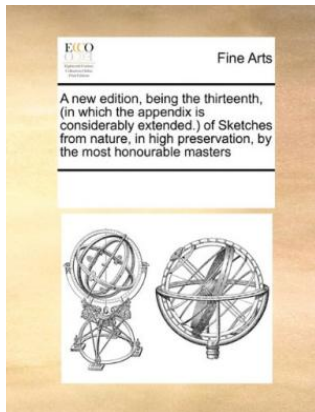 ECCO
Fine Arts
A new edition, being the thirteenth,
(in which the appendix is
considerably extended.) of Sketches
from nature, in high preservation, by
the most honourable masters